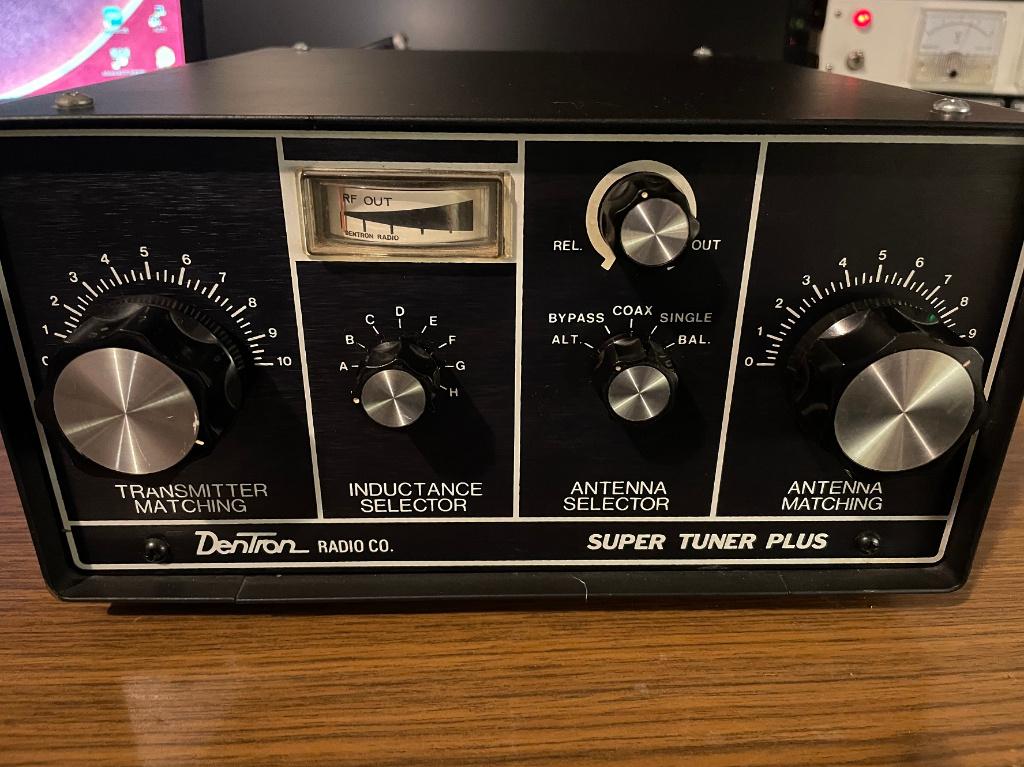 RF OUT
DENTRON RADIO
REL. OUT
0 1 2 3 4 5 6 7 8 9 10
A B C D E F G H
ALT. BYPASS COAX SINGLE BAL.
0 1 2 3 4 5 6 7 8 9
TRANSMITTER
MATCHING
INDUCTANCE
SELECTOR
ANTENNA
SELECTOR
ANTENNA
MATCHING
DenTron RADIO CO.
SUPER TUNER PLUS